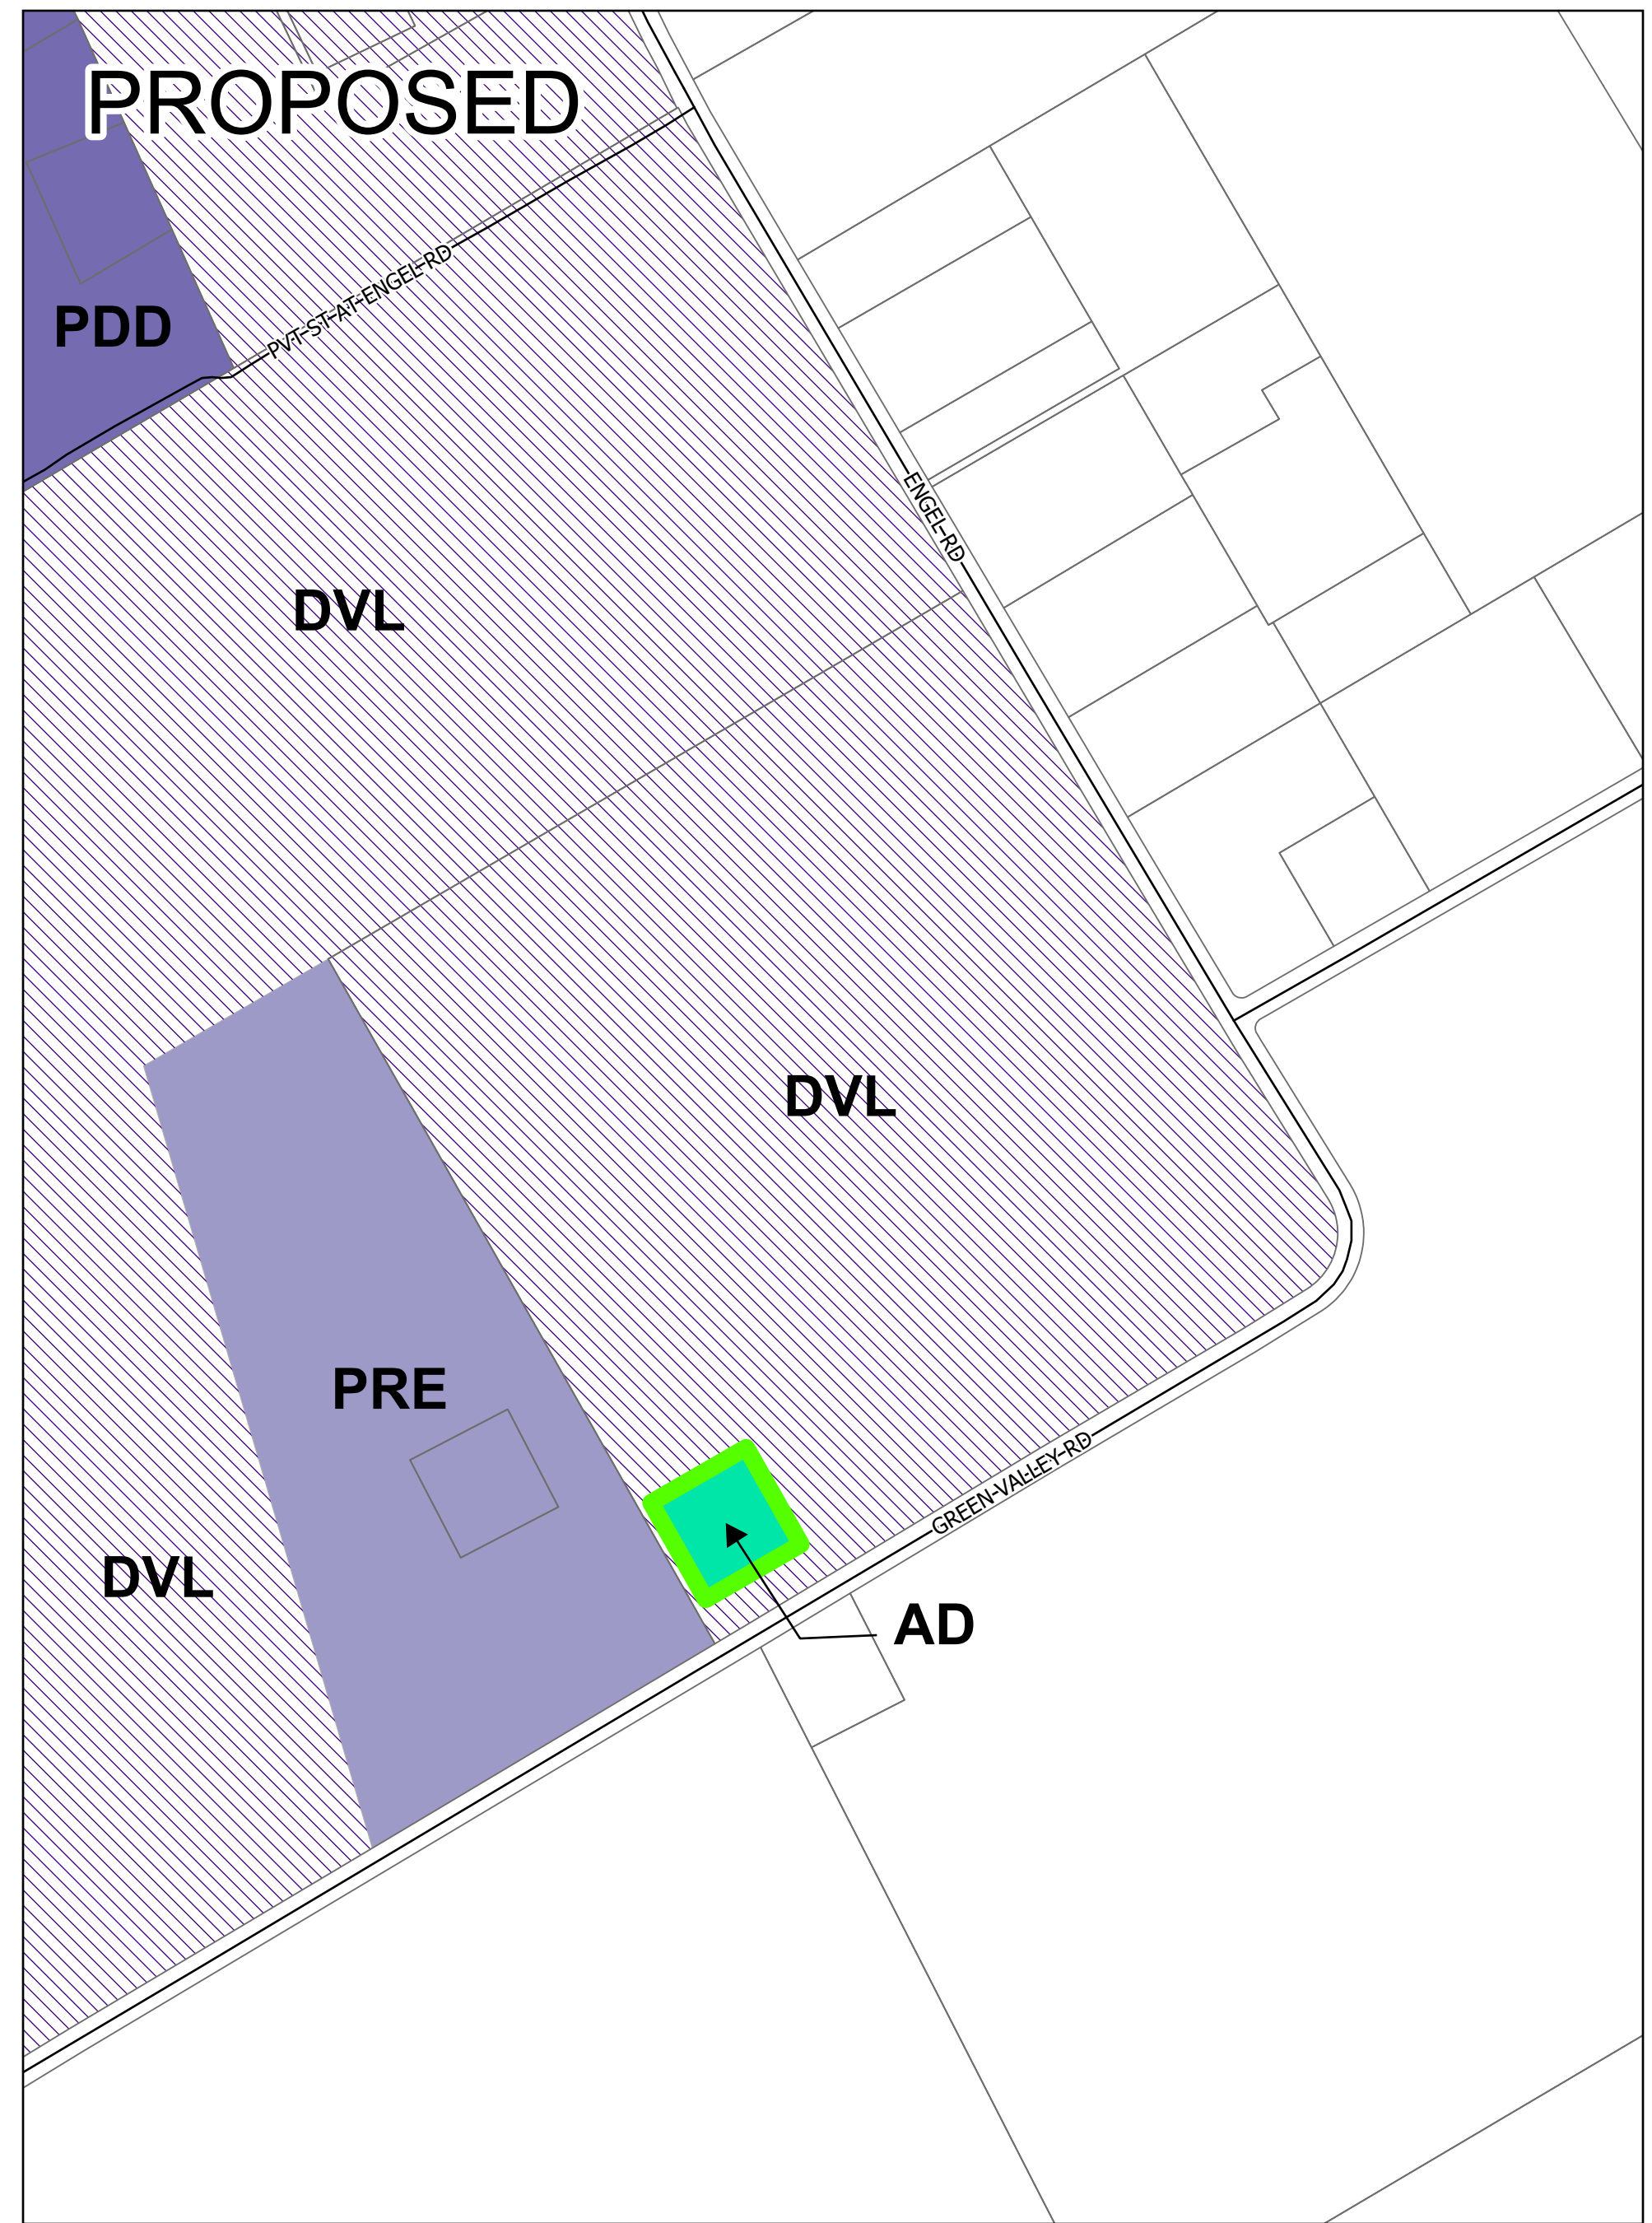 PROPOSED
PVT ST AT ENGEL RD
PDD
ENGEL RD
DVL
DVL
PRE
GREEN VALLEY RD
DVL
AD